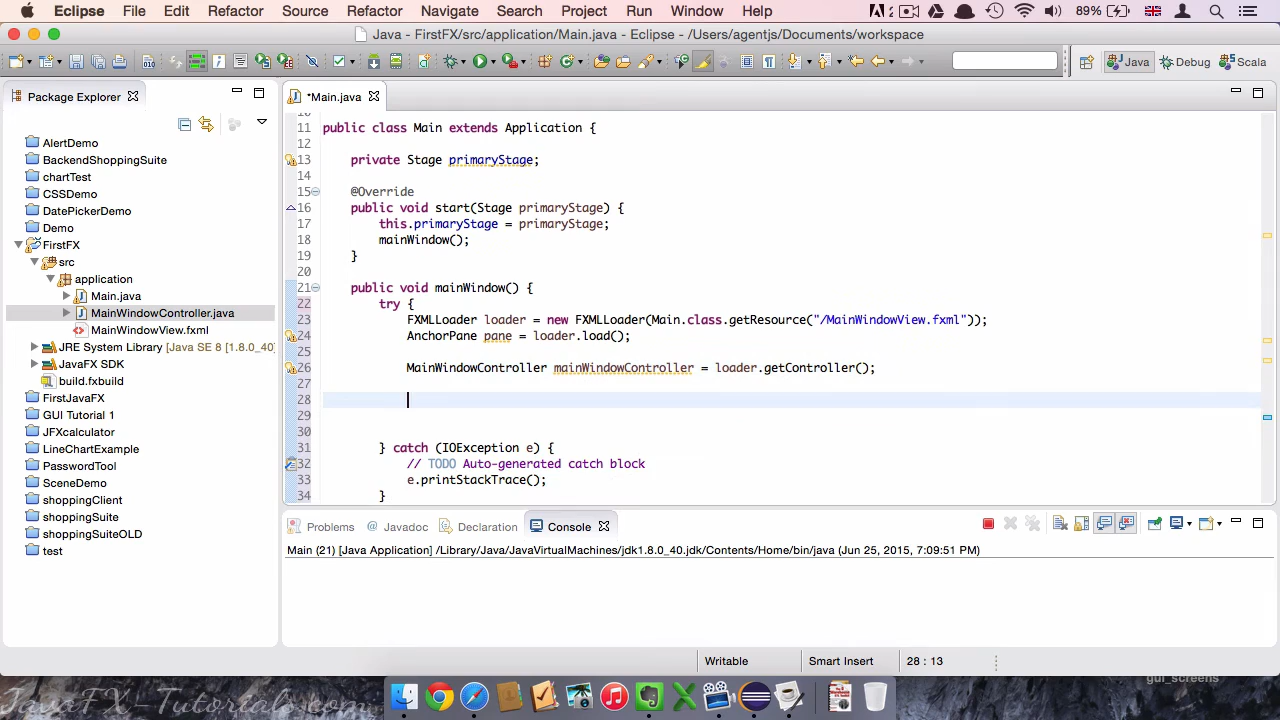 Eclipse File Edit Refactor Source Refactor Navigate Search Project Run Window Help 2 89%
Java - FirstFX/src/application/Main.java - Eclipse - /Users/agentjs/Documents/workspace
Java Debug Scala
Package Explorer
AlertDemo
BackendShoppingSuite
chartTest
CSSDemo
DatePickerDemo
Demo
FirstFX
src
application
Main.java
MainWindowController.java
MainWindowView.fxml
JRE System Library [Java SE 8 [1.8.0_40]
JavaFX SDK
build.fxbuild
FirstJavaFX
GUI Tutorial 1
JFXcalculator
LineChartExample
PasswordTool
SceneDemo
shoppingClient
shoppingSuite
shoppingSuiteOLD
test
*Main.java
10
11 public class Main extends Application {
12
13 private Stage primaryStage;
14
15 @Override
16 public void start(Stage primaryStage) {
17 this.primaryStage = primaryStage;
18 mainWindow();
19 }
20
21 public void mainWindow() {
22 try {
23 FXMLLoader loader = new FXMLLoader(Main.class.getResource("/MainWindowView.fxml"));
24 AnchorPane pane = loader.load();
25
26 MainWindowController mainWindowController = loader.getController();
27
28
29
30
31 } catch (IOException e) {
32 // TODO Auto-generated catch block
33 e.printStackTrace();
34 }
Problems @ Javadoc Declaration Console
Main (21) [Java Application] /Library/Java/JavaVirtualMachines/jdk1.8.0_40.jdk/Contents/Home/bin/java (Jun 25, 2015, 7:09:51 PM)
Writable Smart Insert 28 : 13
gui_screens
JavaFX-Tutorials.com